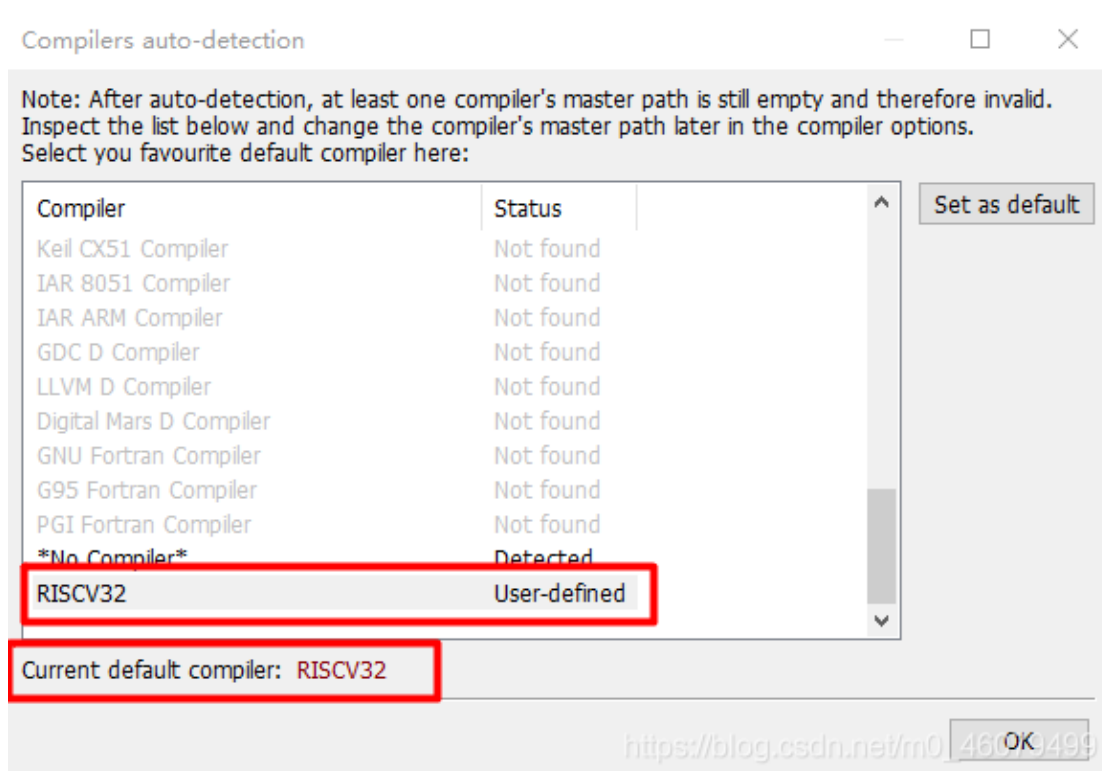 Compilers auto-detection
Note: After auto-detection, at least one compiler's master path is still empty and therefore invalid.
Inspect the list below and change the compiler's master path later in the compiler options.
Select you favourite default compiler here:
Compiler Status
Set as default
Keil CX51 Compiler Not found
IAR 8051 Compiler Not found
IAR ARM Compiler Not found
GDC D Compiler Not found
LLVM D Compiler Not found
Digital Mars D Compiler Not found
GNU Fortran Compiler Not found
G95 Fortran Compiler Not found
PGI Fortran Compiler Not found
*No Compiler* Detected
RISCV32 User-defined
Current default compiler: RISCV32
OK
https://blog.csdn.net/m0_46079499